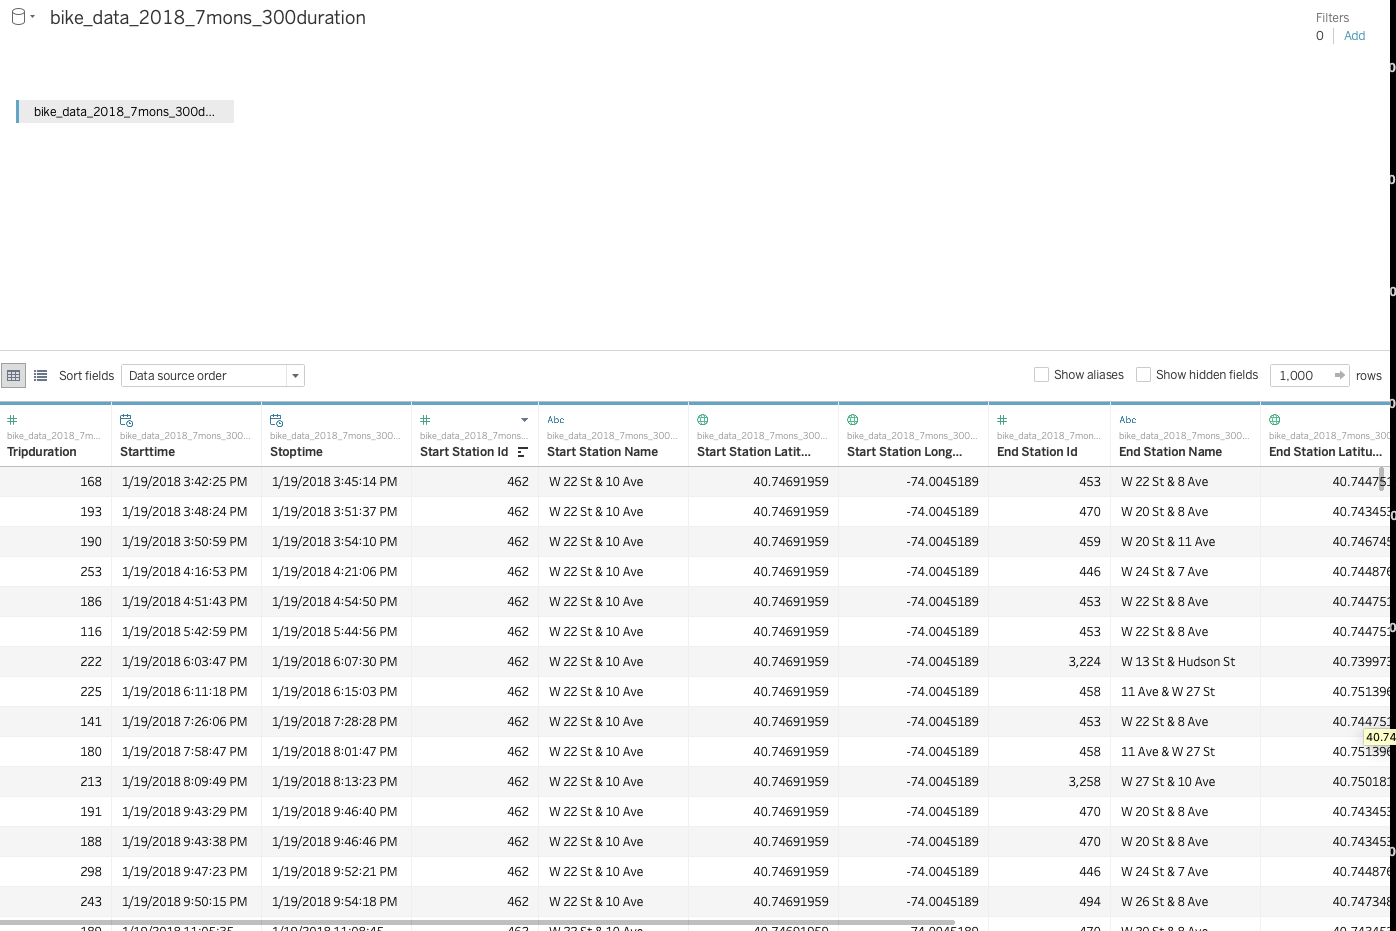 bike_data_2018_7mons_300duration
Filters
0 Add
bike_data_2018_7mons_300d...
Sort fields Data source order Show aliases Show hidden fields 1,000 rows
# # Abc # Abc
bike_data_2018_7m... bike_data_2018_7mons_300... bike_data_2018_7mons_300... bike_data_2018_7mons... bike_data_2018_7mons_300... bike_data_2018_7mons_300... bike_data_2018_7mons_300... bike_data_2018_7mon... bike_data_2018_7mons_300... bike_data_2018_7mons_300
Tripduration Starttime Stoptime Start Station Id Start Station Name Start Station Latit... Start Station Long... End Station Id End Station Name End Station Latitu...
168 1/19/2018 3:42:25 PM 1/19/2018 3:45:14 PM 462 W 22 St & 10 Ave 40.74691959 -74.0045189 453 W 22 St & 8 Ave 40.744751
193 1/19/2018 3:48:24 PM 1/19/2018 3:51:37 PM 462 W 22 St & 10 Ave 40.74691959 -74.0045189 470 W 20 St & 8 Ave 40.743453
190 1/19/2018 3:50:59 PM 1/19/2018 3:54:10 PM 462 W 22 St & 10 Ave 40.74691959 -74.0045189 459 W 20 St & 11 Ave 40.746745
253 1/19/2018 4:16:53 PM 1/19/2018 4:21:06 PM 462 W 22 St & 10 Ave 40.74691959 -74.0045189 446 W 24 St & 7 Ave 40.744876
186 1/19/2018 4:51:43 PM 1/19/2018 4:54:50 PM 462 W 22 St & 10 Ave 40.74691959 -74.0045189 453 W 22 St & 8 Ave 40.744751
116 1/19/2018 5:42:59 PM 1/19/2018 5:44:56 PM 462 W 22 St & 10 Ave 40.74691959 -74.0045189 453 W 22 St & 8 Ave 40.744751
222 1/19/2018 6:03:47 PM 1/19/2018 6:07:30 PM 462 W 22 St & 10 Ave 40.74691959 -74.0045189 3,224 W 13 St & Hudson St 40.739973
225 1/19/2018 6:11:18 PM 1/19/2018 6:15:03 PM 462 W 22 St & 10 Ave 40.74691959 -74.0045189 458 11 Ave & W 27 St 40.751396
141 1/19/2018 7:26:06 PM 1/19/2018 7:28:28 PM 462 W 22 St & 10 Ave 40.74691959 -74.0045189 453 W 22 St & 8 Ave 40.744751
40.74
180 1/19/2018 7:58:47 PM 1/19/2018 8:01:47 PM 462 W 22 St & 10 Ave 40.74691959 -74.0045189 458 11 Ave & W 27 St 40.751396
213 1/19/2018 8:09:49 PM 1/19/2018 8:13:23 PM 462 W 22 St & 10 Ave 40.74691959 -74.0045189 3,258 W 27 St & 10 Ave 40.750181
191 1/19/2018 9:43:29 PM 1/19/2018 9:46:40 PM 462 W 22 St & 10 Ave 40.74691959 -74.0045189 470 W 20 St & 8 Ave 40.743453
188 1/19/2018 9:43:38 PM 1/19/2018 9:46:46 PM 462 W 22 St & 10 Ave 40.74691959 -74.0045189 470 W 20 St & 8 Ave 40.743453
298 1/19/2018 9:47:23 PM 1/19/2018 9:52:21 PM 462 W 22 St & 10 Ave 40.74691959 -74.0045189 446 W 24 St & 7 Ave 40.744876
243 1/19/2018 9:50:15 PM 1/19/2018 9:54:18 PM 462 W 22 St & 10 Ave 40.74691959 -74.0045189 494 W 26 St & 8 Ave 40.747348